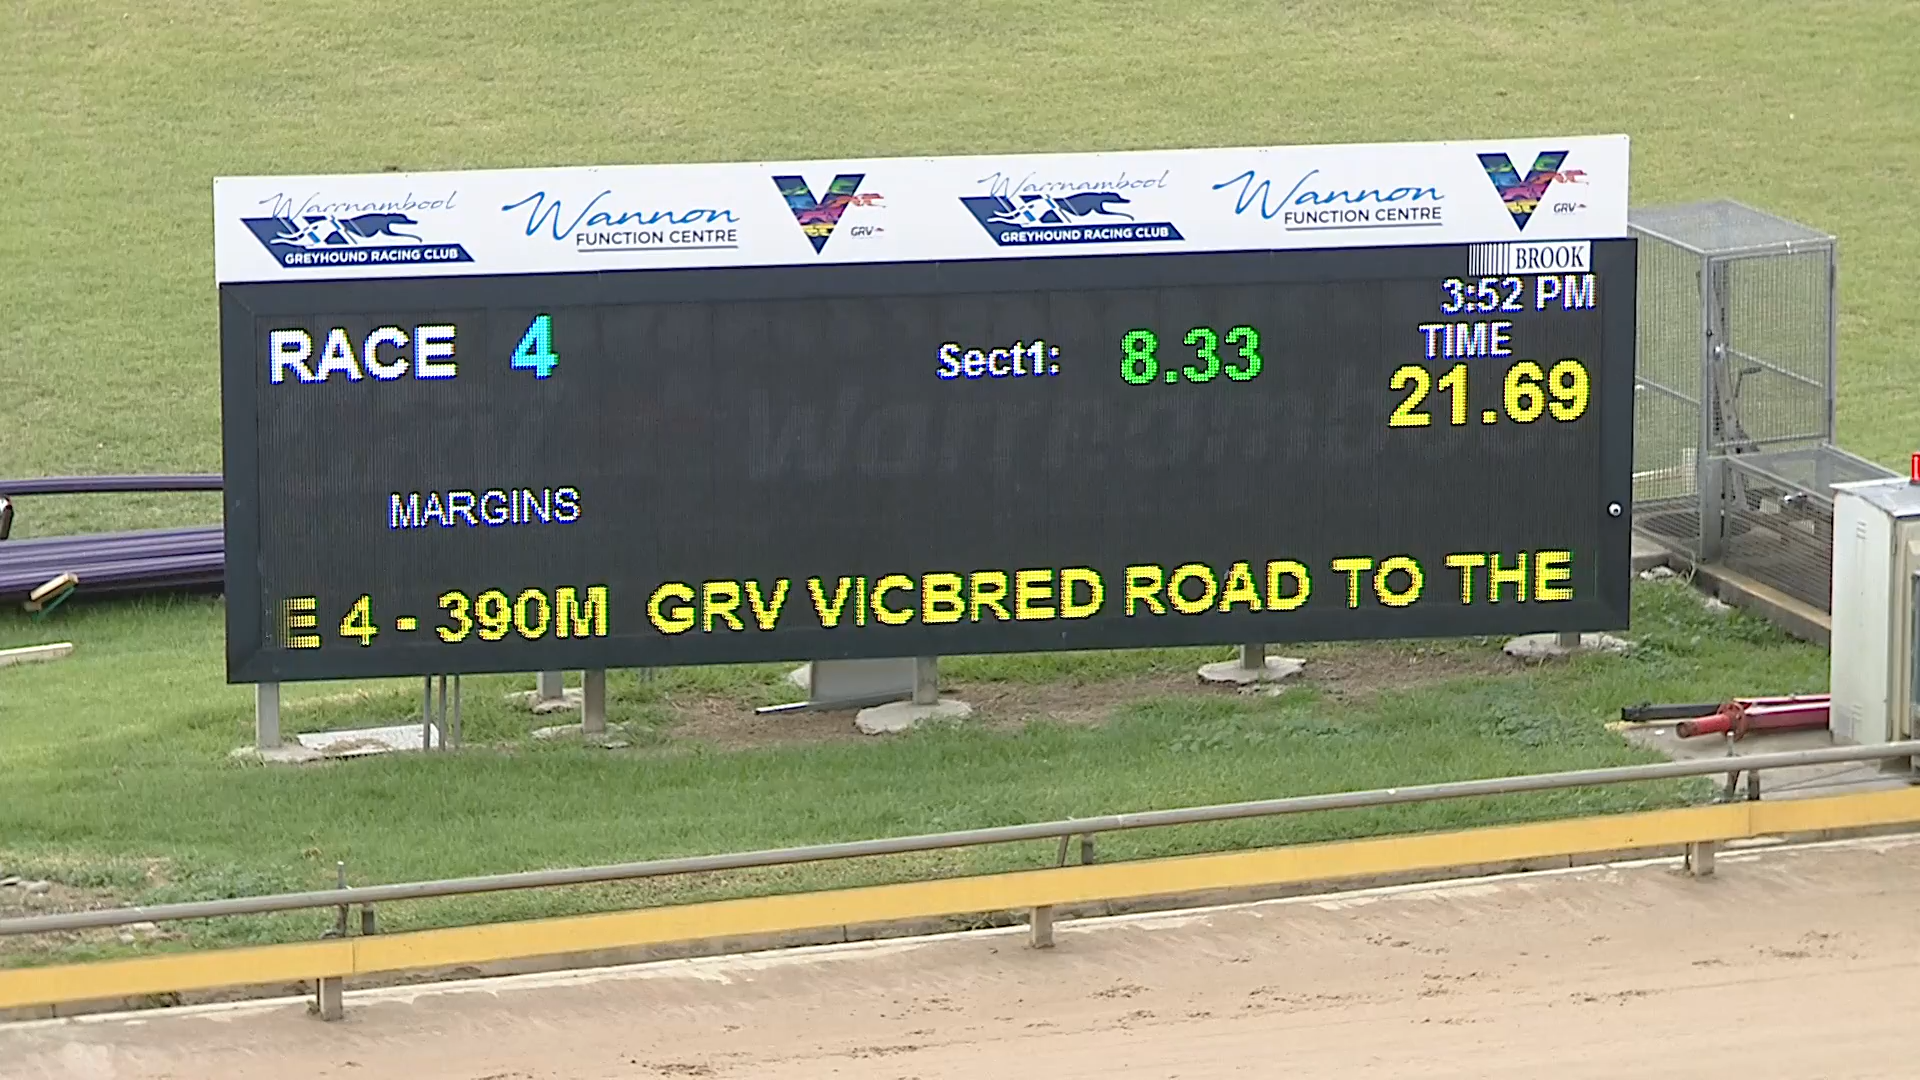 Warrnambool
GREYHOUND RACING CLUB
Wannon
FUNCTION CENTRE
V
GRV
Warrnambool
GREYHOUND RACING CLUB
Wannon
FUNCTION CENTRE
V
GRV
BROOK
3:52 PM
RACE 4
Sect1: 8.33
TIME
21.69
MARGINS
E 4 - 390M GRV VICBRED ROAD TO THE